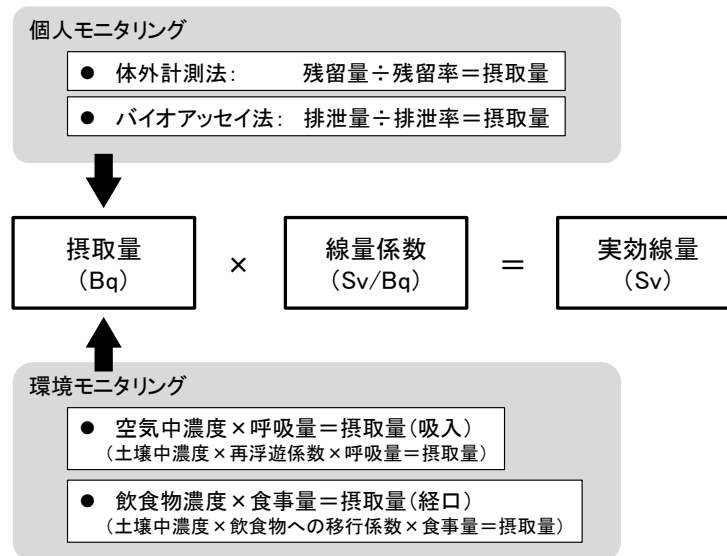 個人モニタリング
● 体外計測法： 残留量÷残留率＝摂取量
● バイオアッセイ法： 排泄量÷排泄率＝摂取量
摂取量
（Bq）
×
線量係数
（Sv/Bq）
＝
実効線量
（Sv）
環境モニタリング
● 空気中濃度×呼吸量＝摂取量（吸入）
（土壌中濃度×再浮遊係数×呼吸量＝摂取量）
● 飲食物濃度×食事量＝摂取量（経口）
（土壌中濃度×飲食物への移行係数×食事量＝摂取量）